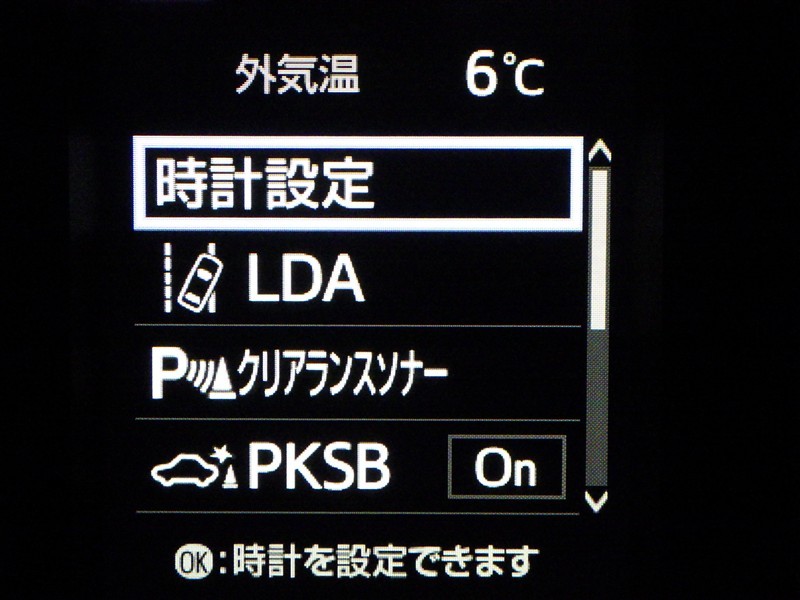 外気温 6℃
時計設定
LDA
P クリアランスソナー
PKSB On
OK:時計を設定できます